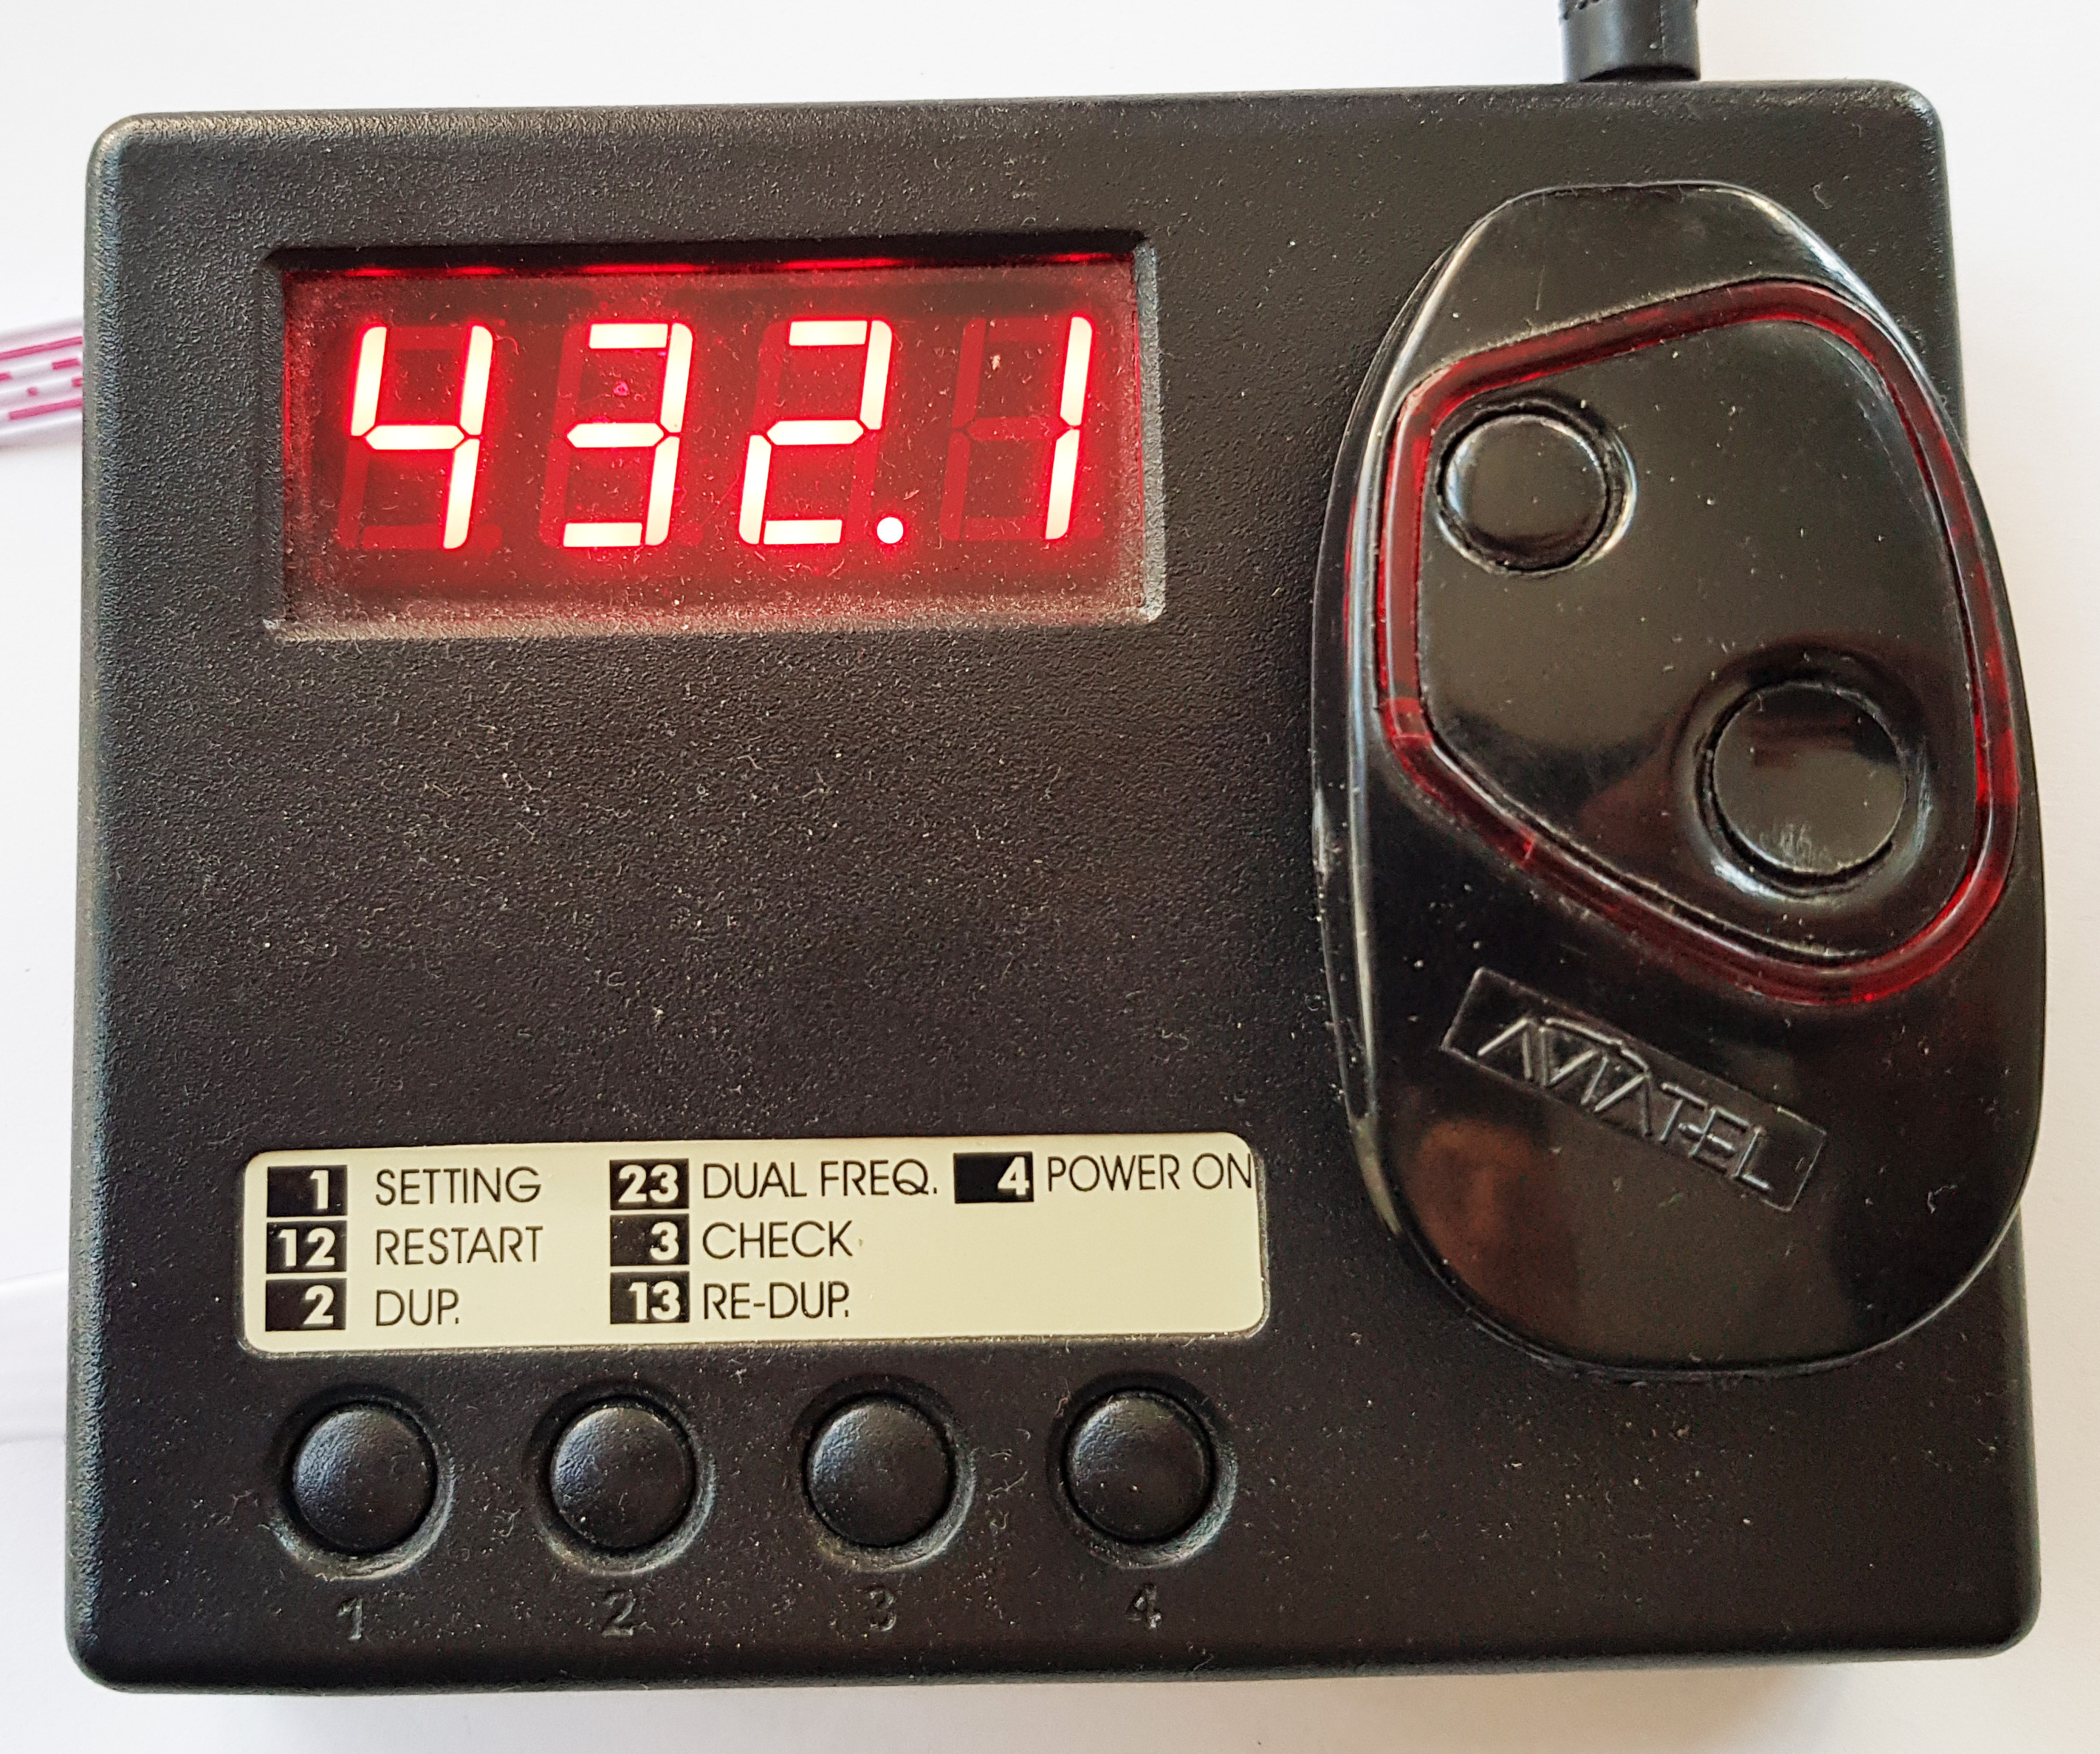 432.1
AVIATEL
1 SETTING 23 DUAL FREQ. 4 POWER ON
12 RESTART 3 CHECK
2 DUP. 13 RE-DUP.
1 2 3 4